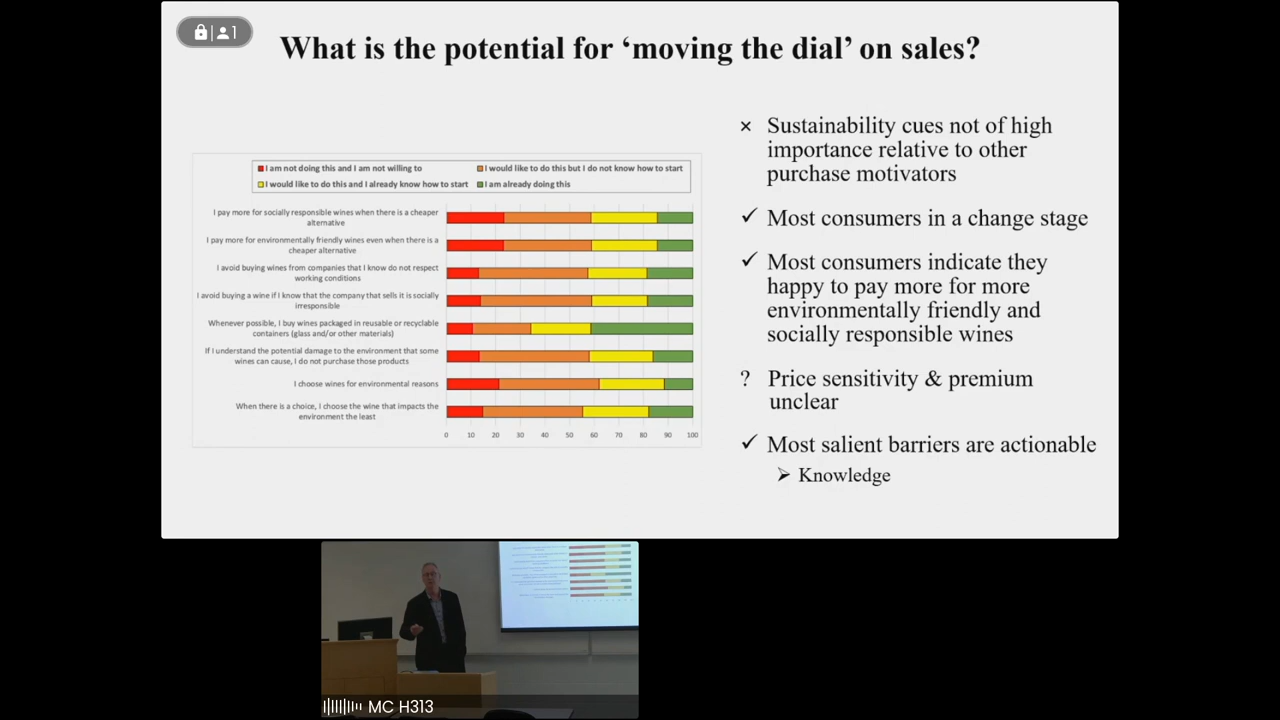 1
What is the potential for ‘moving the dial’ on sales?
I am not doing this and I am not willing to
I would like to do this but I do not know how to start
I would like to do this and I already know how to start
I am already doing this
I pay more for socially responsible wines when there is a cheaper
alternative
I pay more for environmentally friendly wines even when there is a
cheaper alternative
I avoid buying wines from companies that I know do not respect
working conditions
I avoid buying a wine if I know that the company that sells it is socially
irresponsible
Whenever possible, I buy wines packaged in reusable or recyclable
containers (glass and/or other materials)
If I understand the potential damage to the environment that some
wines can cause, I do not purchase those products
I choose wines for environmental reasons
When there is a choice, I choose the wine that impacts the
environment the least
0 10 20 30 40 50 60 70 80 90 100
× Sustainability cues not of high
importance relative to other
purchase motivators
✓ Most consumers in a change stage
✓ Most consumers indicate they
happy to pay more for more
environmentally friendly and
socially responsible wines
? Price sensitivity & premium
unclear
✓ Most salient barriers are actionable
➢ Knowledge
MC H313